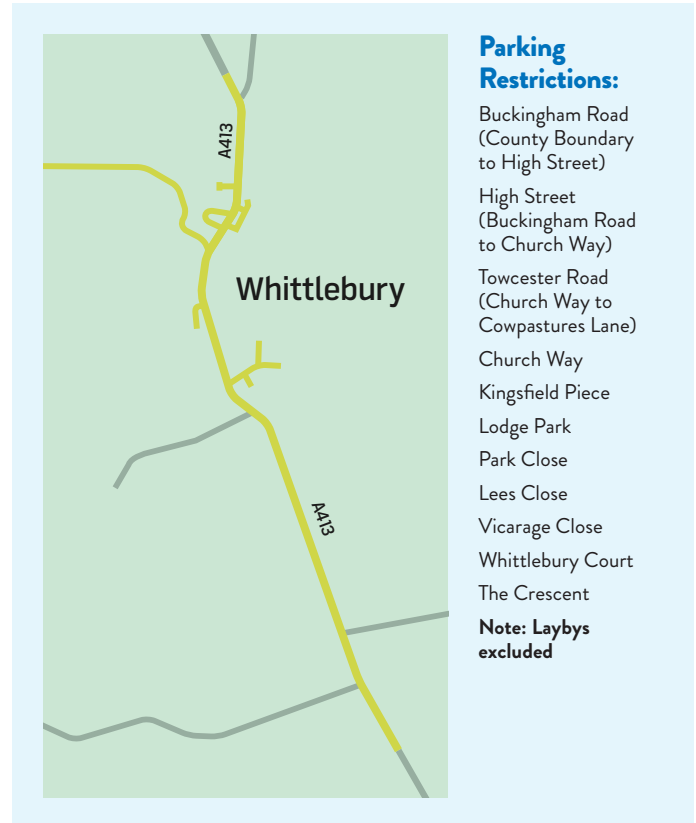 A413
Whittlebury
A413
Parking
Restrictions:
Buckingham Road
(County Boundary
to High Street)
High Street
(Buckingham Road
to Church Way)
Towcester Road
(Church Way to
Cowpastures Lane)
Church Way
Kingsfield Piece
Lodge Park
Park Close
Lees Close
Vicarage Close
Whittlebury Court
The Crescent
Note: Laybys
excluded